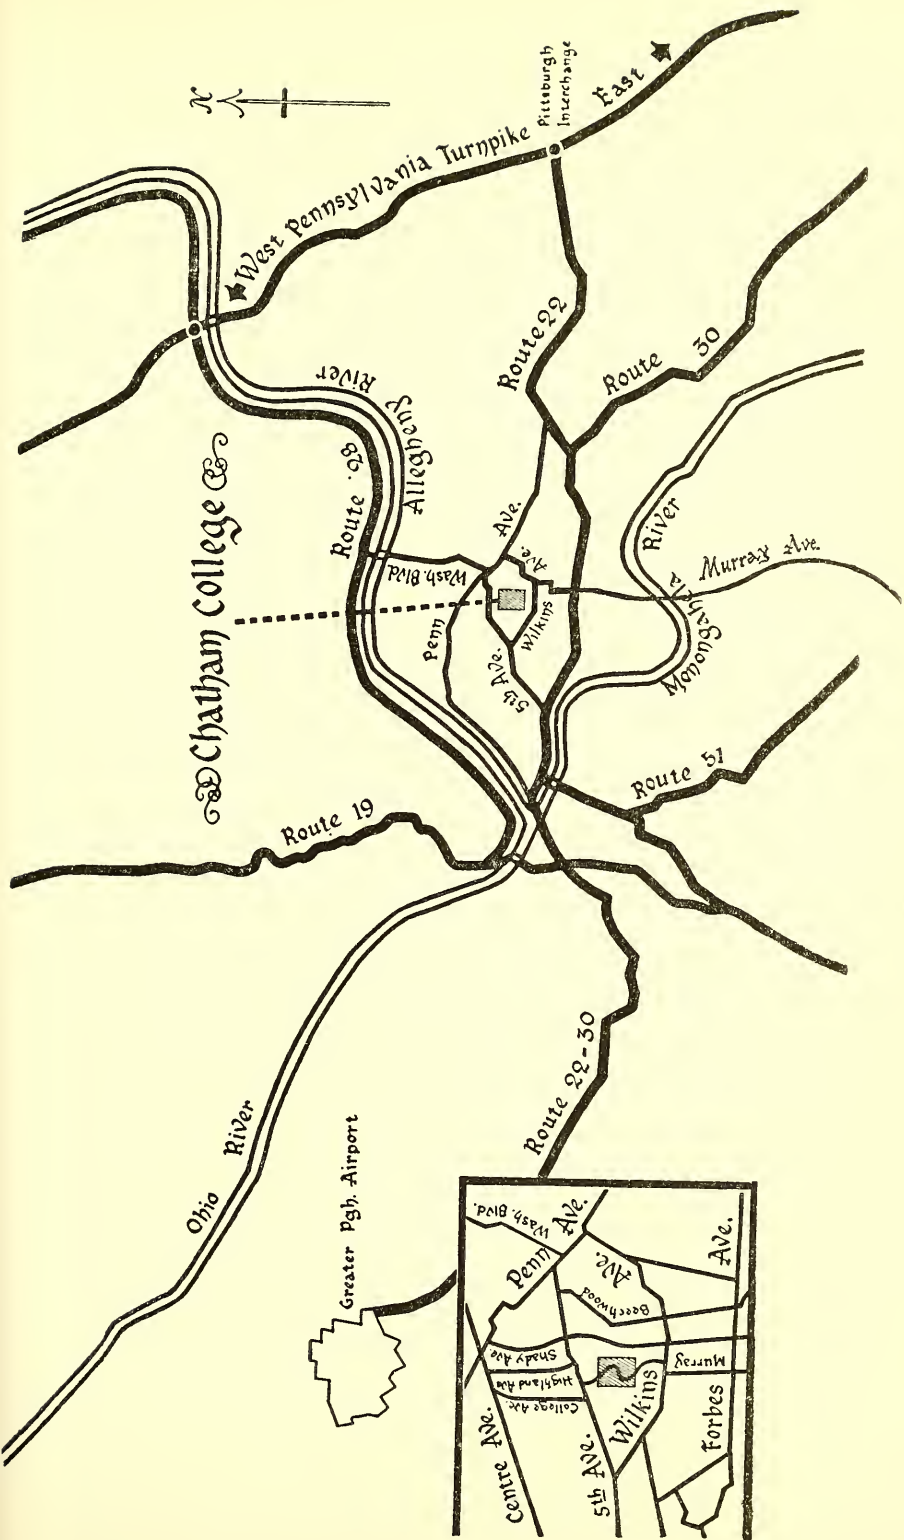 N
West Pennsylvania Turnpike
Pittsburgh
Interchange
East
Chatham College
Route 28
Allegheny
River
Route 22
Route 30
Route 19
Wash. Blvd.
Penn
Ave.
5th Ave.
Wilkins
Ave.
Murray Ave.
Monongahela
River
Route 51
Ohio River
Route 22-30
Greater Pgh. Airport
Penn Ave.
Wash. Blvd.
Centre Ave.
5th Ave.
Shady Ave.
Highland Ave
College Ave.
Beechwood
Wilkins Ave.
Murray
Forbes Ave.